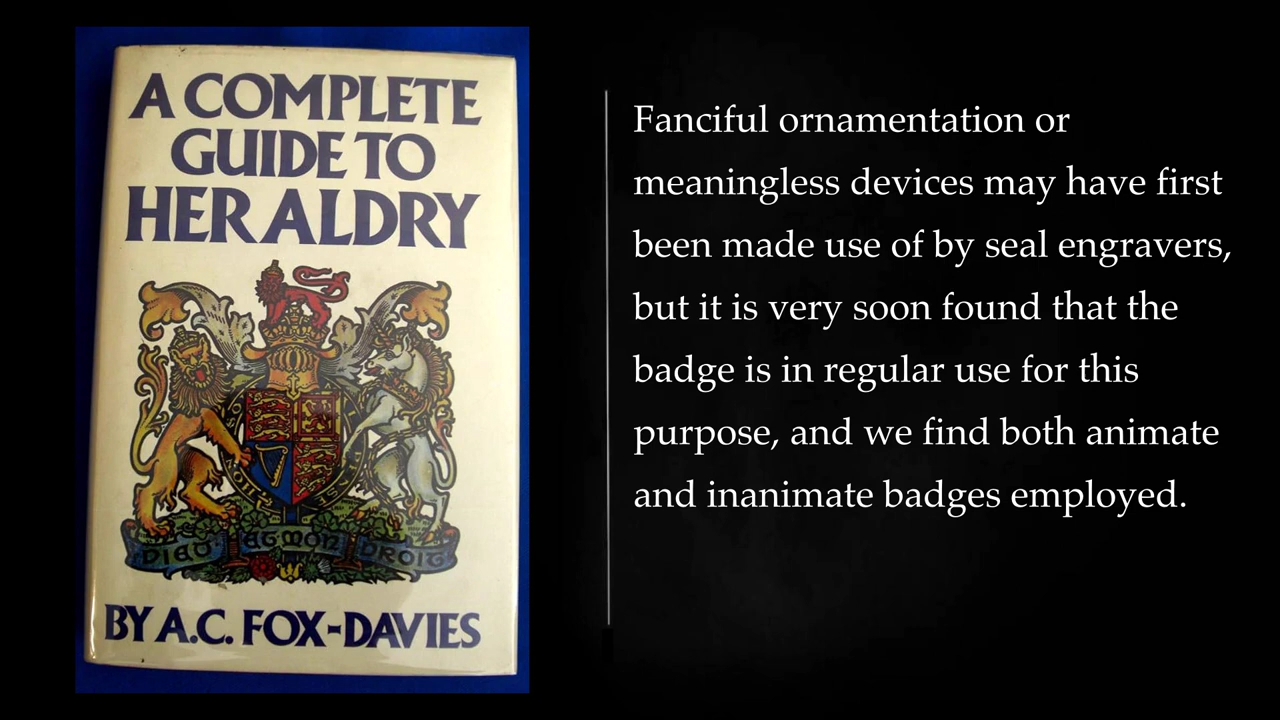 A COMPLETE
GUIDE TO
HERALDRY
DIEU ET MON DROIT
BY A.C. FOX-DAVIES
Fanciful ornamentation or
meaningless devices may have first
been made use of by seal engravers,
but it is very soon found that the
badge is in regular use for this
purpose, and we find both animate
and inanimate badges employed.